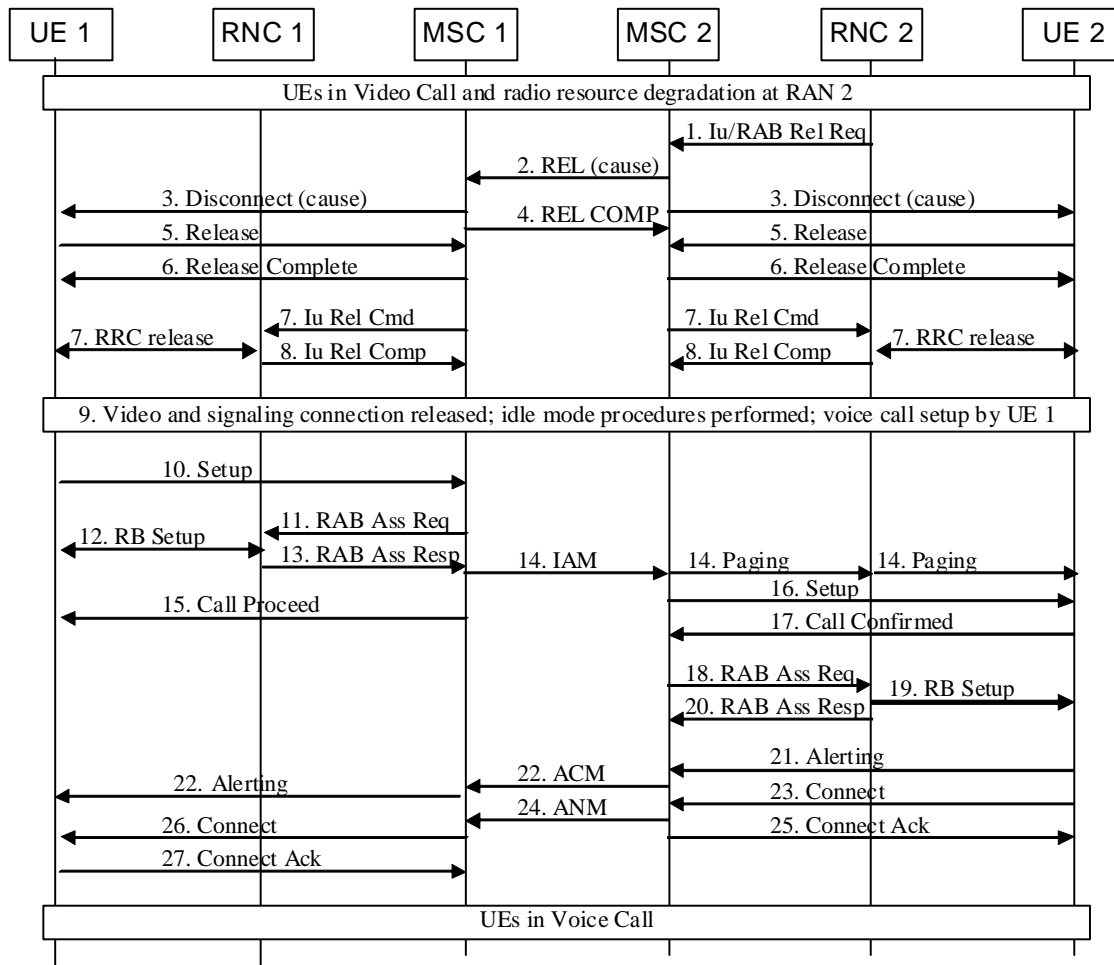 UE 1 RNC 1 MSC 1 MSC 2 RNC 2 UE 2
UEs in Video Call and radio resource degradation at RAN 2
1. Iu/RAB Rel Req
2. REL (cause)
3. Disconnect (cause) 4. REL COMP 3. Disconnect (cause)
5. Release 5. Release
6. Release Complete 6. Release Complete
7. RRC release 7. Iu Rel Cmd 7. Iu Rel Cmd 7. RRC release
8. Iu Rel Comp 8. Iu Rel Comp
9. Video and signaling connection released; idle mode procedures performed; voice call setup by UE 1
10. Setup
11. RAB Ass Req
12. RB Setup
13. RAB Ass Resp 14. IAM 14. Paging 14. Paging
16. Setup
15. Call Proceed
17. Call Confirmed
18. RAB Ass Req
19. RB Setup
20. RAB Ass Resp
21. Alerting
22. Alerting 22. ACM
23. Connect
24. ANM
26. Connect 25. Connect Ack
27. Connect Ack
UEs in Voice Call